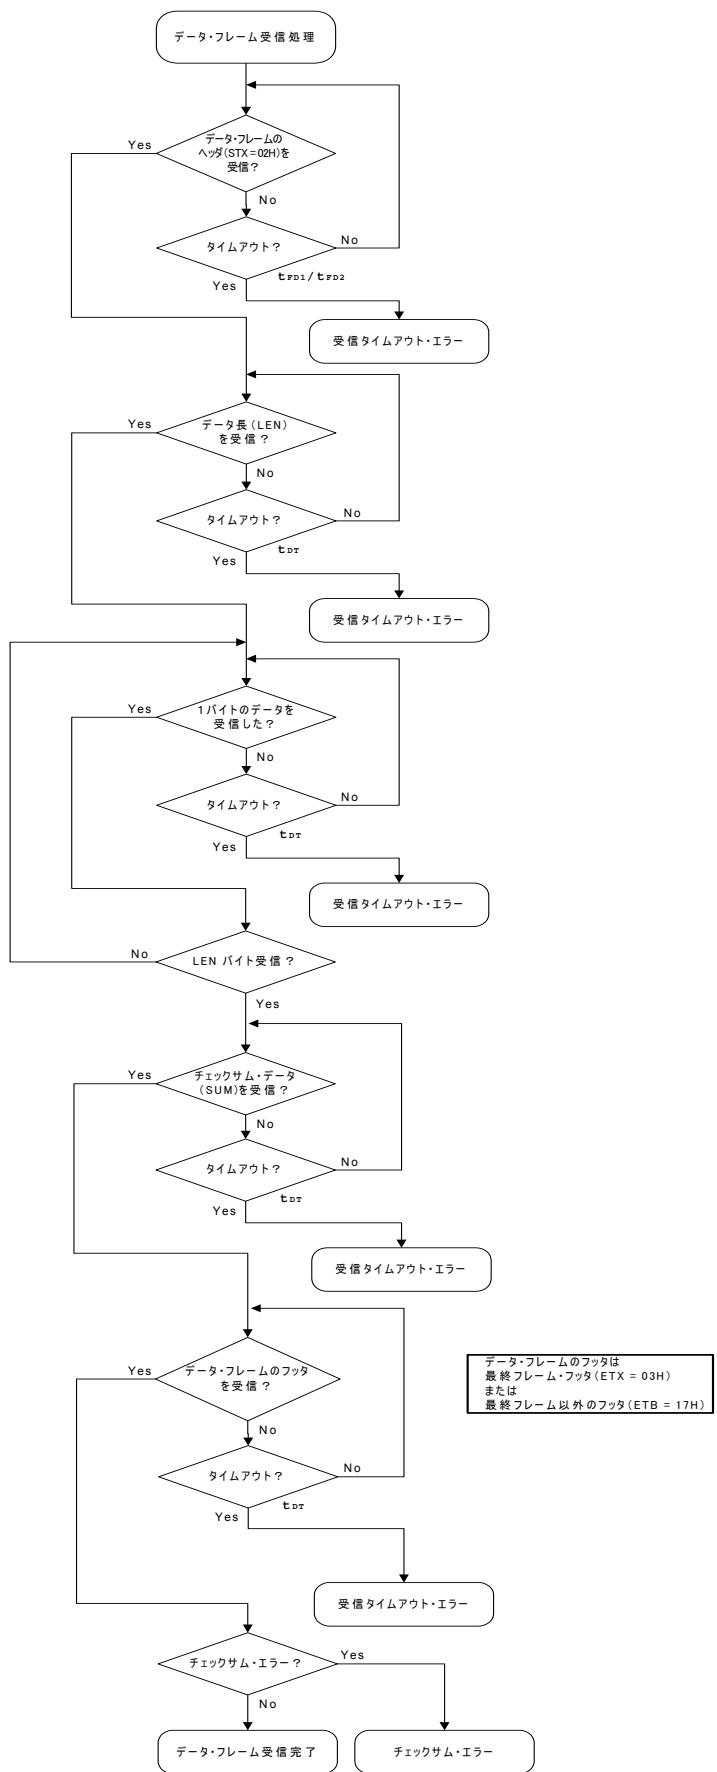 データ・フレーム受信処理
データ・フレームの
ヘッダ(STX=02H)を
受信？
Yes
No
タイムアウト？
No
tFD1/tFD2
Yes
受信タイムアウト・エラー
データ長(LEN)
を受信？
Yes
No
タイムアウト？
No
tDT
Yes
受信タイムアウト・エラー
1バイトのデータを
受信した？
Yes
No
タイムアウト？
No
tDT
Yes
受信タイムアウト・エラー
LEN バイト受信？
No
Yes
チェックサム・データ
(SUM)を受信？
Yes
No
タイムアウト？
No
tDT
Yes
受信タイムアウト・エラー
データ・フレームのフッタ
を受信？
Yes
No
データ・フレームのフッタは
最終フレーム・フッタ(ETX = 03H)
または
最終フレーム以外のフッタ(ETB = 17H)
タイムアウト？
No
tDT
Yes
受信タイムアウト・エラー
チェックサム・エラー？
Yes
No
データ・フレーム受信完了
チェックサム・エラー